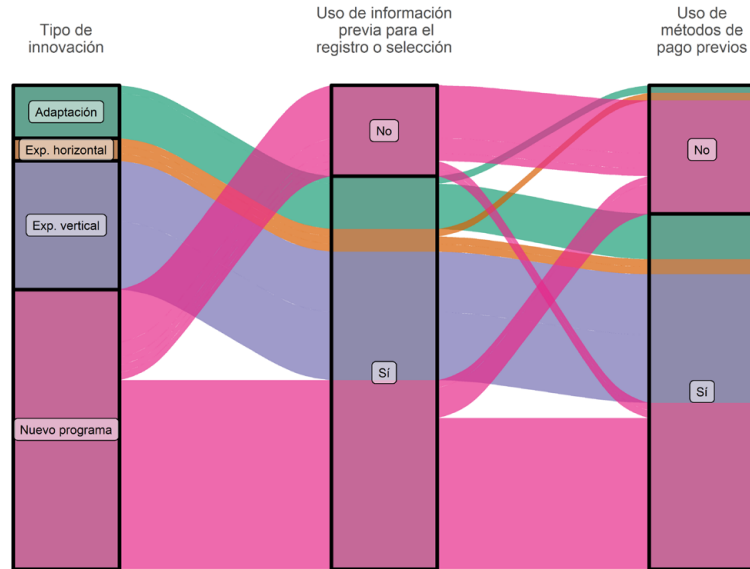 Tipo de
innovación
Uso de información
previa para el
registro o selección
Uso de
métodos de
pago previos
Adaptación
Exp. horizontal
Exp. vertical
Nuevo programa
No
Sí
No
Sí